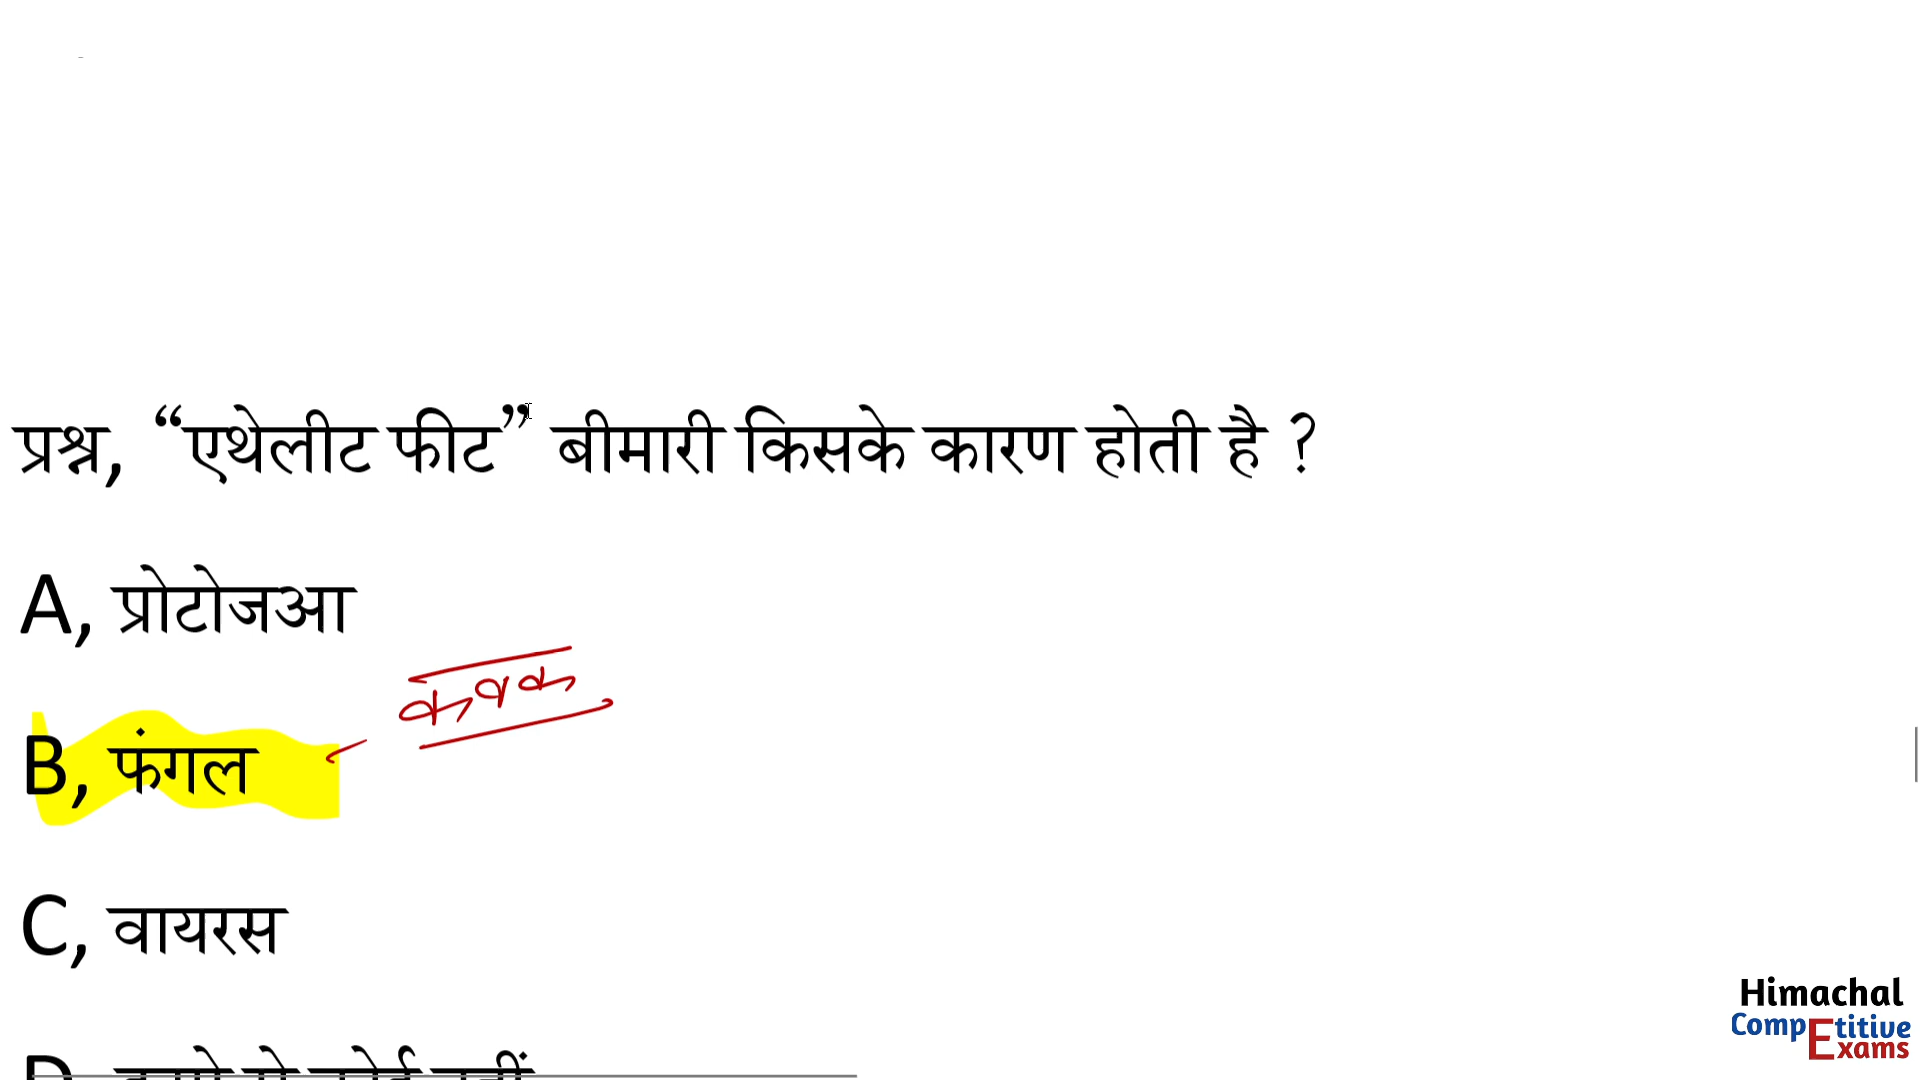 प्रश्न, “एथेलीट फीट” बीमारी किसके कारण होती है ?
A, प्रोटोजआ
कवक
B, फंगल
C, वायरस
D,
Himachal
CompEtitive
Exams